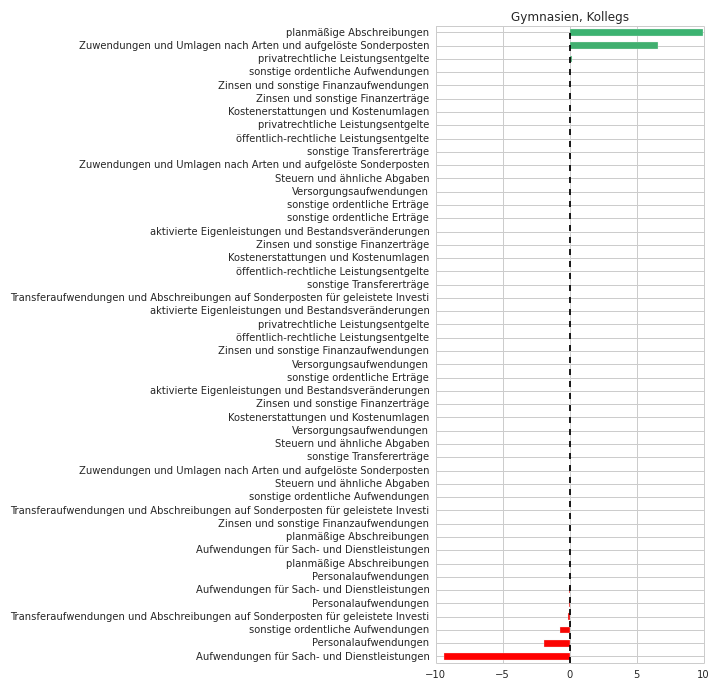 Gymnasien, Kollegs
planmäßige Abschreibungen
Zuwendungen und Umlagen nach Arten und aufgelöste Sonderposten
privatrechtliche Leistungsentgelte
sonstige ordentliche Aufwendungen
Zinsen und sonstige Finanzaufwendungen
Zinsen und sonstige Finanzerträge
Kostenerstattungen und Kostenumlagen
privatrechtliche Leistungsentgelte
öffentlich-rechtliche Leistungsentgelte
sonstige Transfererträge
Zuwendungen und Umlagen nach Arten und aufgelöste Sonderposten
Steuern und ähnliche Abgaben
Versorgungsaufwendungen
sonstige ordentliche Erträge
sonstige ordentliche Erträge
aktivierte Eigenleistungen und Bestandsveränderungen
Zinsen und sonstige Finanzerträge
Kostenerstattungen und Kostenumlagen
öffentlich-rechtliche Leistungsentgelte
sonstige Transfererträge
Transferaufwendungen und Abschreibungen auf Sonderposten für geleistete Investi
aktivierte Eigenleistungen und Bestandsveränderungen
privatrechtliche Leistungsentgelte
öffentlich-rechtliche Leistungsentgelte
Zinsen und sonstige Finanzaufwendungen
Versorgungsaufwendungen
sonstige ordentliche Erträge
aktivierte Eigenleistungen und Bestandsveränderungen
Zinsen und sonstige Finanzerträge
Kostenerstattungen und Kostenumlagen
Versorgungsaufwendungen
Steuern und ähnliche Abgaben
sonstige Transfererträge
Zuwendungen und Umlagen nach Arten und aufgelöste Sonderposten
Steuern und ähnliche Abgaben
sonstige ordentliche Aufwendungen
Transferaufwendungen und Abschreibungen auf Sonderposten für geleistete Investi
Zinsen und sonstige Finanzaufwendungen
planmäßige Abschreibungen
Aufwendungen für Sach- und Dienstleistungen
planmäßige Abschreibungen
Personalaufwendungen
Aufwendungen für Sach- und Dienstleistungen
Personalaufwendungen
Transferaufwendungen und Abschreibungen auf Sonderposten für geleistete Investi
sonstige ordentliche Aufwendungen
Personalaufwendungen
Aufwendungen für Sach- und Dienstleistungen
−10 −5 0 5 10